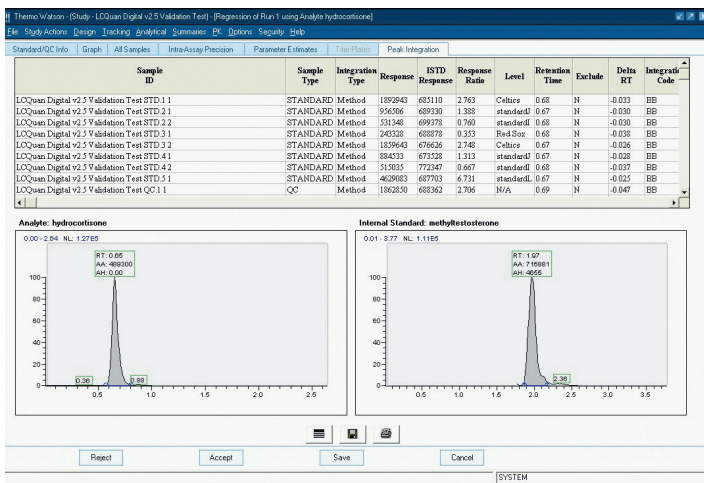 Thermo Watson - (Study - LCQuan Digital v2.5 Validation Test) - [Regression of Run 1 using Analyte hydrocortisone]
File Study Actions Design Tracking Analytical Summaries PK Options Security Help
Standard/QC Info Graph All Samples Intra-Assay Precision Parameter Estimates Titer Plates Peak Integration
Sample ID Sample Type Integration Type Response ISTD Response Response Ratio Level Retention Time Exclude Delta RT Integratio Code
LCQuan Digital v2.5 Validation Test STD.1 1 STANDARD Method 1892943 685110 2.763 Celtics 0.68 N -0.033 BB
LCQuan Digital v2.5 Validation Test STD.2 1 STANDARD Method 956506 689330 1.388 standardJ 0.67 N -0.030 BB
LCQuan Digital v2.5 Validation Test STD.2 2 STANDARD Method 531348 699378 0.760 standardI 0.68 N -0.030 BB
LCQuan Digital v2.5 Validation Test STD.3 1 STANDARD Method 243328 688878 0.353 Red Sox 0.68 N -0.038 BB
LCQuan Digital v2.5 Validation Test STD.3 2 STANDARD Method 1859643 676626 2.748 Celtics 0.67 N -0.026 BB
LCQuan Digital v2.5 Validation Test STD.4 1 STANDARD Method 884533 673528 1.313 standardJ 0.67 N -0.028 BB
LCQuan Digital v2.5 Validation Test STD.4 2 STANDARD Method 515035 772347 0.667 standardI 0.68 N -0.037 BB
LCQuan Digital v2.5 Validation Test STD.5 1 STANDARD Method 4629083 687703 6.731 standardL 0.67 N -0.025 BB
LCQuan Digital v2.5 Validation Test QC.1 1 QC Method 1862850 688362 2.706 N/A 0.69 N -0.047 BB
Analyte: hydrocortisone
0.00 - 2.84 NL: 1.27E5
RT: 0.65
AA: 489300
AH: 0.00
100
80
60
40
20
0
0.36 0.88
0.5 1.0 1.5 2.0 2.5
Internal Standard: methyltestosterone
0.01 - 3.77 NL: 1.11E5
RT: 1.97
AA: 716881
AH: 4655
100
80
60
40
20
0
2.36
0.5 1.0 1.5 2.0 2.5 3.0 3.5
Reject Accept Save Cancel
SYSTEM